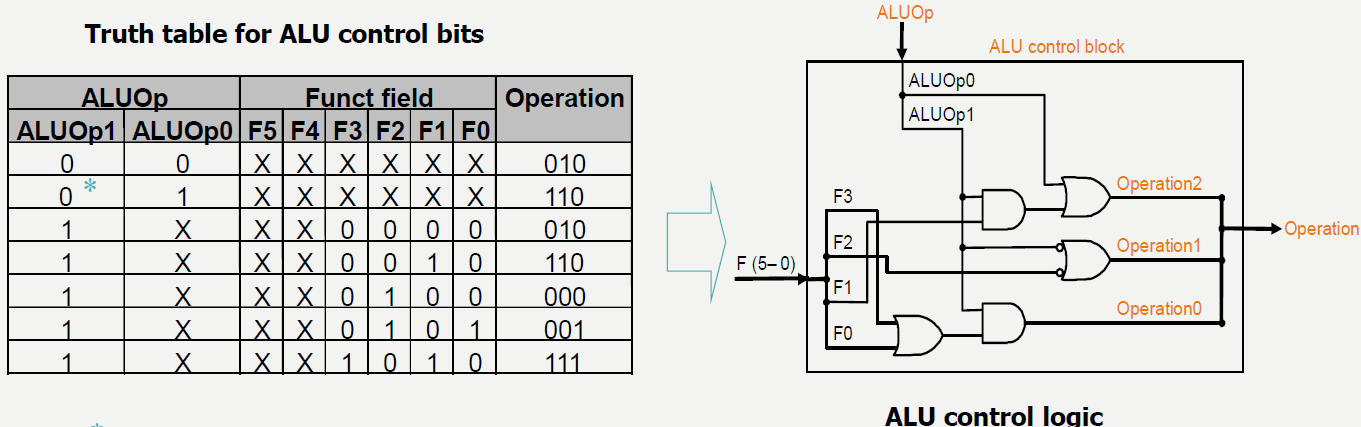 Truth table for ALU control bits
ALUOp Funct field Operation
ALUOp1 ALUOp0 F5 F4 F3 F2 F1 F0
0 0 X X X X X X 010
0 * 1 X X X X X X 110
1 X X X 0 0 0 0 010
1 X X X 0 0 1 0 110
1 X X X 0 1 0 0 000
1 X X X 0 1 0 1 001
1 X X X 1 0 1 0 111
*
ALUOp
ALU control block
ALUOp0
ALUOp1
F3
F2
F (5–0)
F1
F0
Operation2
Operation1
Operation0
Operation
ALU control logic